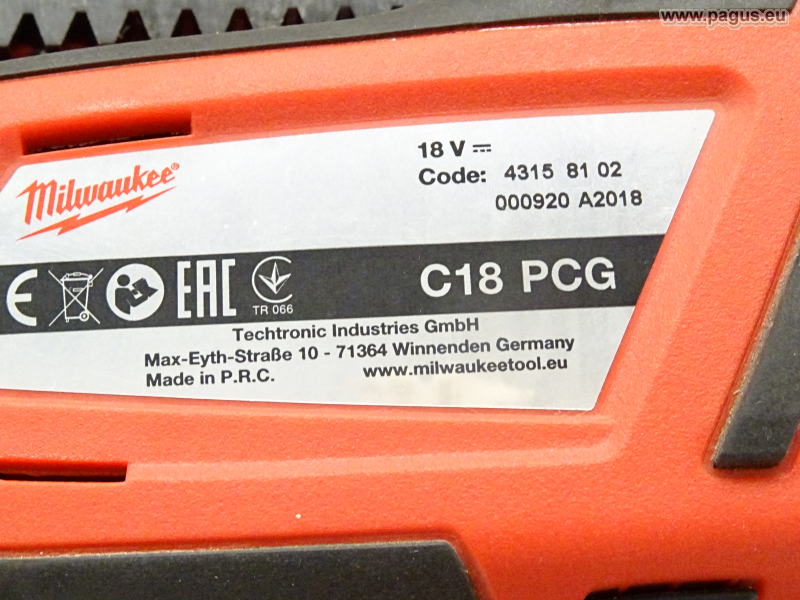 www.pagus.eu
18 V ⎓
Milwaukee®
Code: 4315 81 02
000920 A2018
CE EAC C18 PCG
TR 066
Techtronic Industries GmbH
Max-Eyth-Straße 10 - 71364 Winnenden Germany
Made in P.R.C. www.milwaukeetool.eu